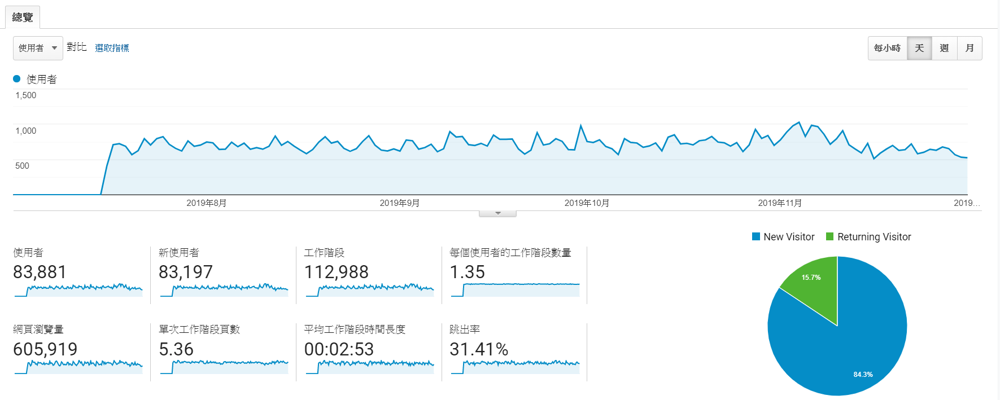 總覽
使用者 對比 選取指標 每小時 天 週 月
使用者
1,500
1,000
500
2019年8月 2019年9月 2019年10月 2019年11月 2019...
New Visitor Returning Visitor
使用者 新使用者 工作階段 每個使用者的工作階段數量
83,881 83,197 112,988 1.35
15.7%
網頁瀏覽量 單次工作階段頁數 平均工作階段時間長度 跳出率
605,919 5.36 00:02:53 31.41%
84.3%